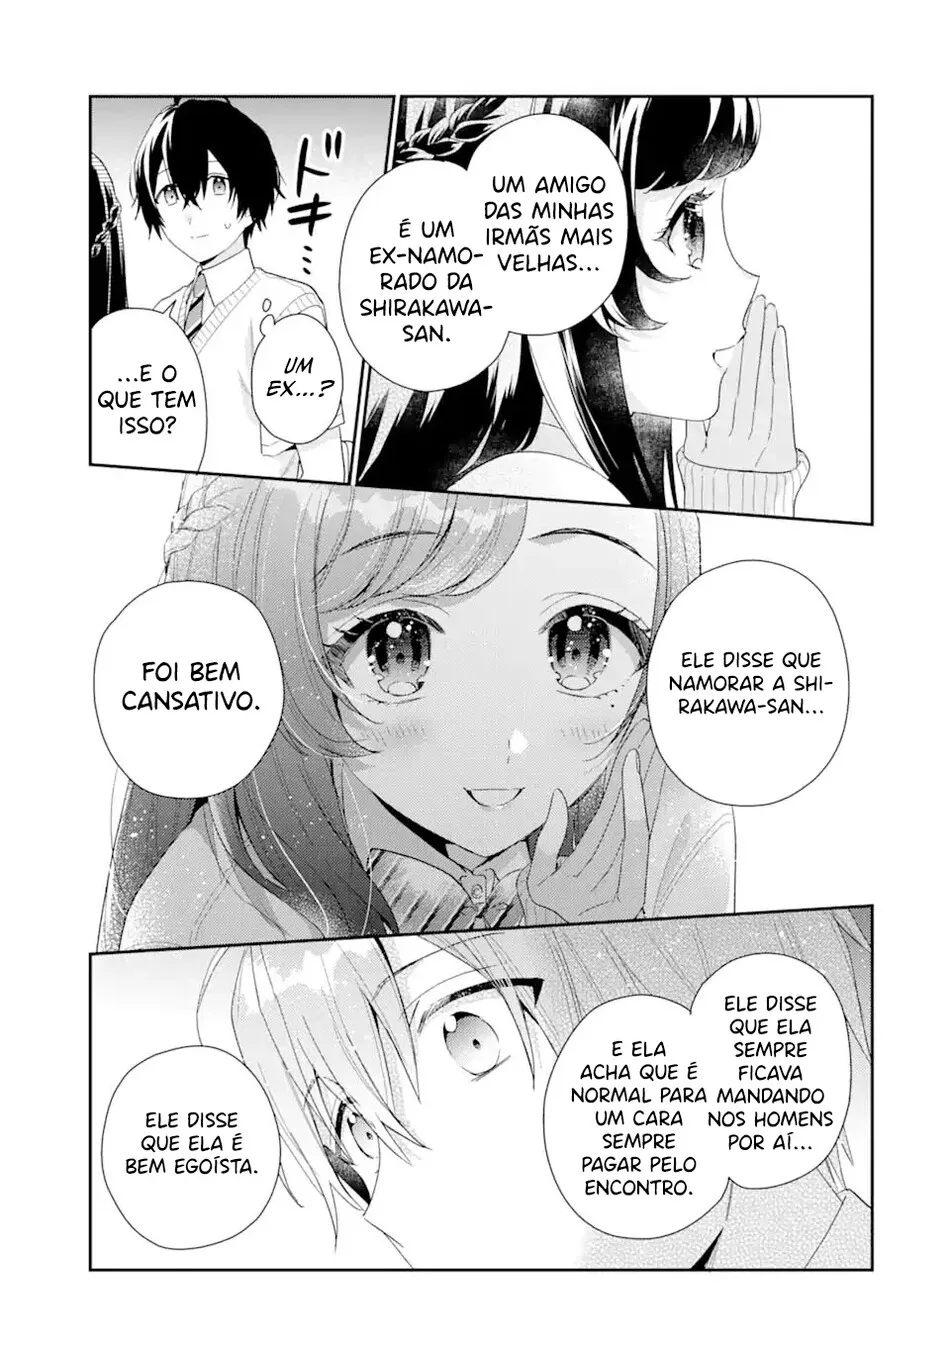 UM AMIGO
DAS MINHAS
IRMÃS MAIS
VELHAS...
É UM
EX-NAMO-
RADO DA
SHIRAKAWA-
SAN.
ドキ
UM
EX...?
...E O
QUE TEM
ISSO?
ELE DISSE QUE
NAMORAR A SHI-
RAKAWA-SAN...
FOI BEM
CANSATIVO.
ELE DISSE
QUE ELA
SEMPRE
FICAVA
MANDANDO
NOS HOMENS
POR AÍ...
E ELA
ACHA QUE É
NORMAL PARA
UM CARA
SEMPRE
PAGAR PELO
ENCONTRO.
ELE DISSE
QUE ELA É
BEM EGOÍSTA.